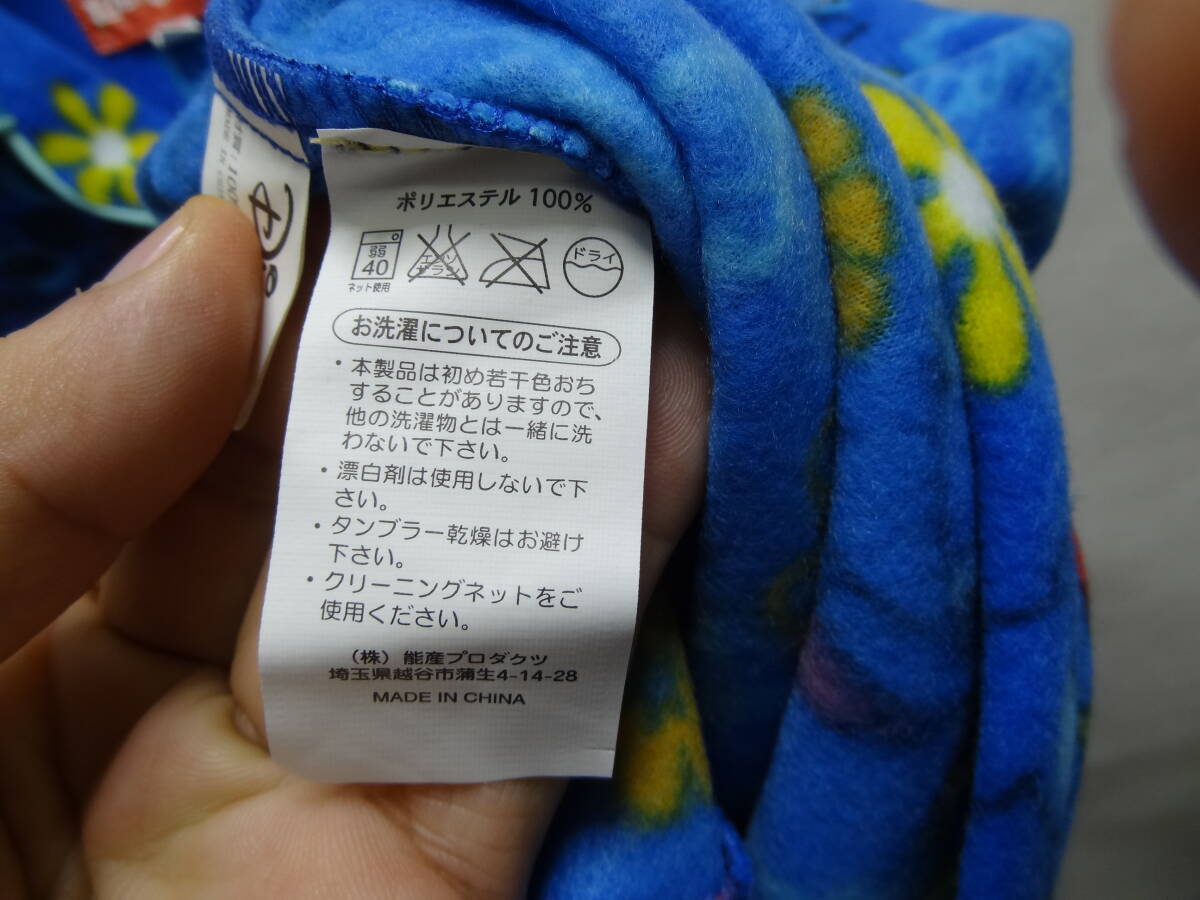 ポリエステル 100%
弱
40
ネット使用
エンソ
サラシ
ドライ
お洗濯についてのご注意
・本製品は初め若干色おち
することがありますので、
他の洗濯物とは一緒に洗
わないで下さい。
・漂白剤は使用しないで下
さい。
・タンブラー乾燥はお避け
下さい。
・クリーニングネットをご
使用ください。
(株) 能産プロダクツ
埼玉県越谷市蒲生4-14-28
MADE IN CHINA